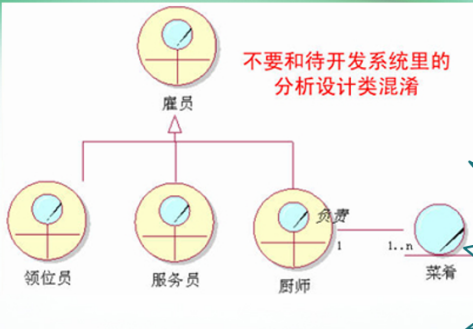 不要和待开发系统里的
分析设计类混淆
雇员
负责
1
1..n
领位员
服务员
厨师
菜肴